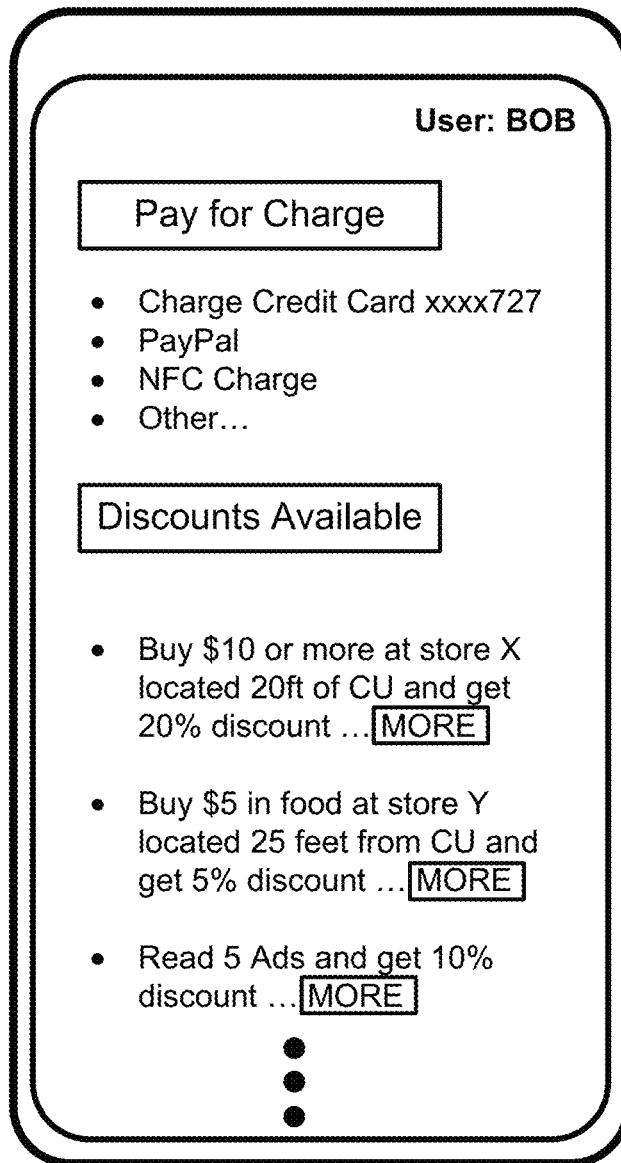 User: BOB
Pay for Charge
• Charge Credit Card xxxx727
• PayPal
• NFC Charge
• Other…
Discounts Available
• Buy $10 or more at store X
located 20ft of CU and get
20% discount … MORE
• Buy $5 in food at store Y
located 25 feet from CU and
get 5% discount … MORE
• Read 5 Ads and get 10%
discount … MORE